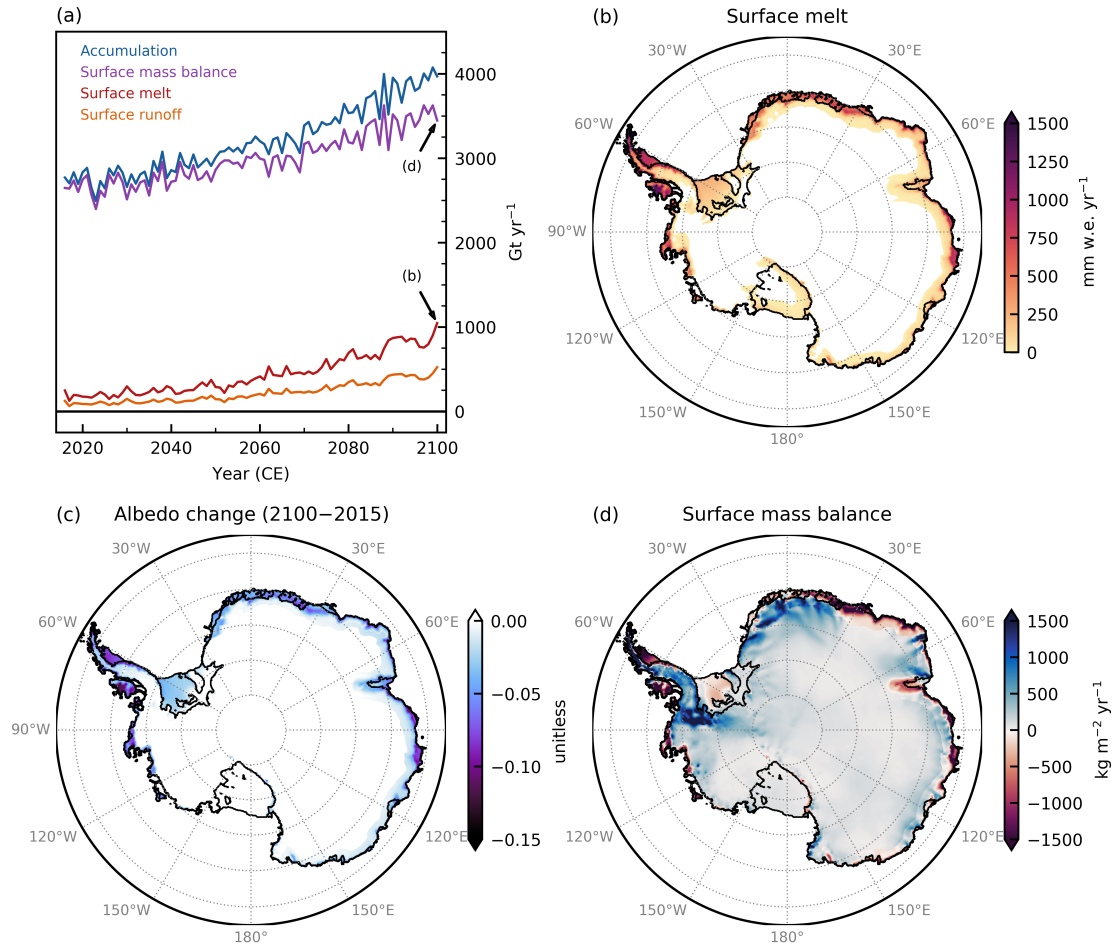 (a)
Accumulation
Surface mass balance
Surface melt
Surface runoff
(d)
(b)
4000
3000
2000
1000
0
Gt yr⁻¹
2020 2040 2060 2080 2100
Year (CE)
(b) Surface melt
30°W 30°E
60°W 60°E
90°W
120°W 120°E
150°W 150°E
180°
1500
1250
1000
750
500
250
0
mm w.e. yr⁻¹
(c) Albedo change (2100−2015)
30°W 30°E
60°W 60°E
90°W
120°W 120°E
150°W 150°E
180°
0.00
−0.05
−0.10
−0.15
unitless
(d) Surface mass balance
30°W 30°E
60°W 60°E
90°W
120°W 120°E
150°W 150°E
180°
1500
1000
500
0
−500
−1000
−1500
kg m⁻² yr⁻¹